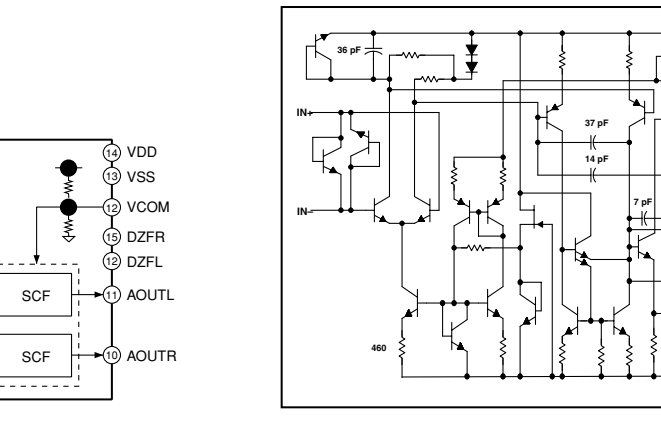 14 VDD
13 VSS
12 VCOM
15 DZFR
12 DZFL
SCF
11 AOUTL
SCF
10 AOUTR
36 pF
IN+
37 pF
14 pF
IN–
7 pF
460